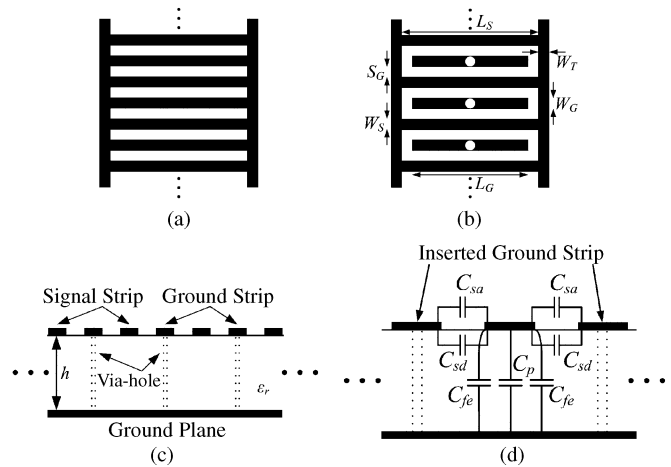 L_S
W_T
S_G
W_G
W_S
L_G
(a)
(b)
Signal Strip
Ground Strip
h
Via-hole
ε_r
Ground Plane
(c)
Inserted Ground Strip
C_sa
C_sa
C_sd
C_p
C_sd
C_fe
C_fe
(d)